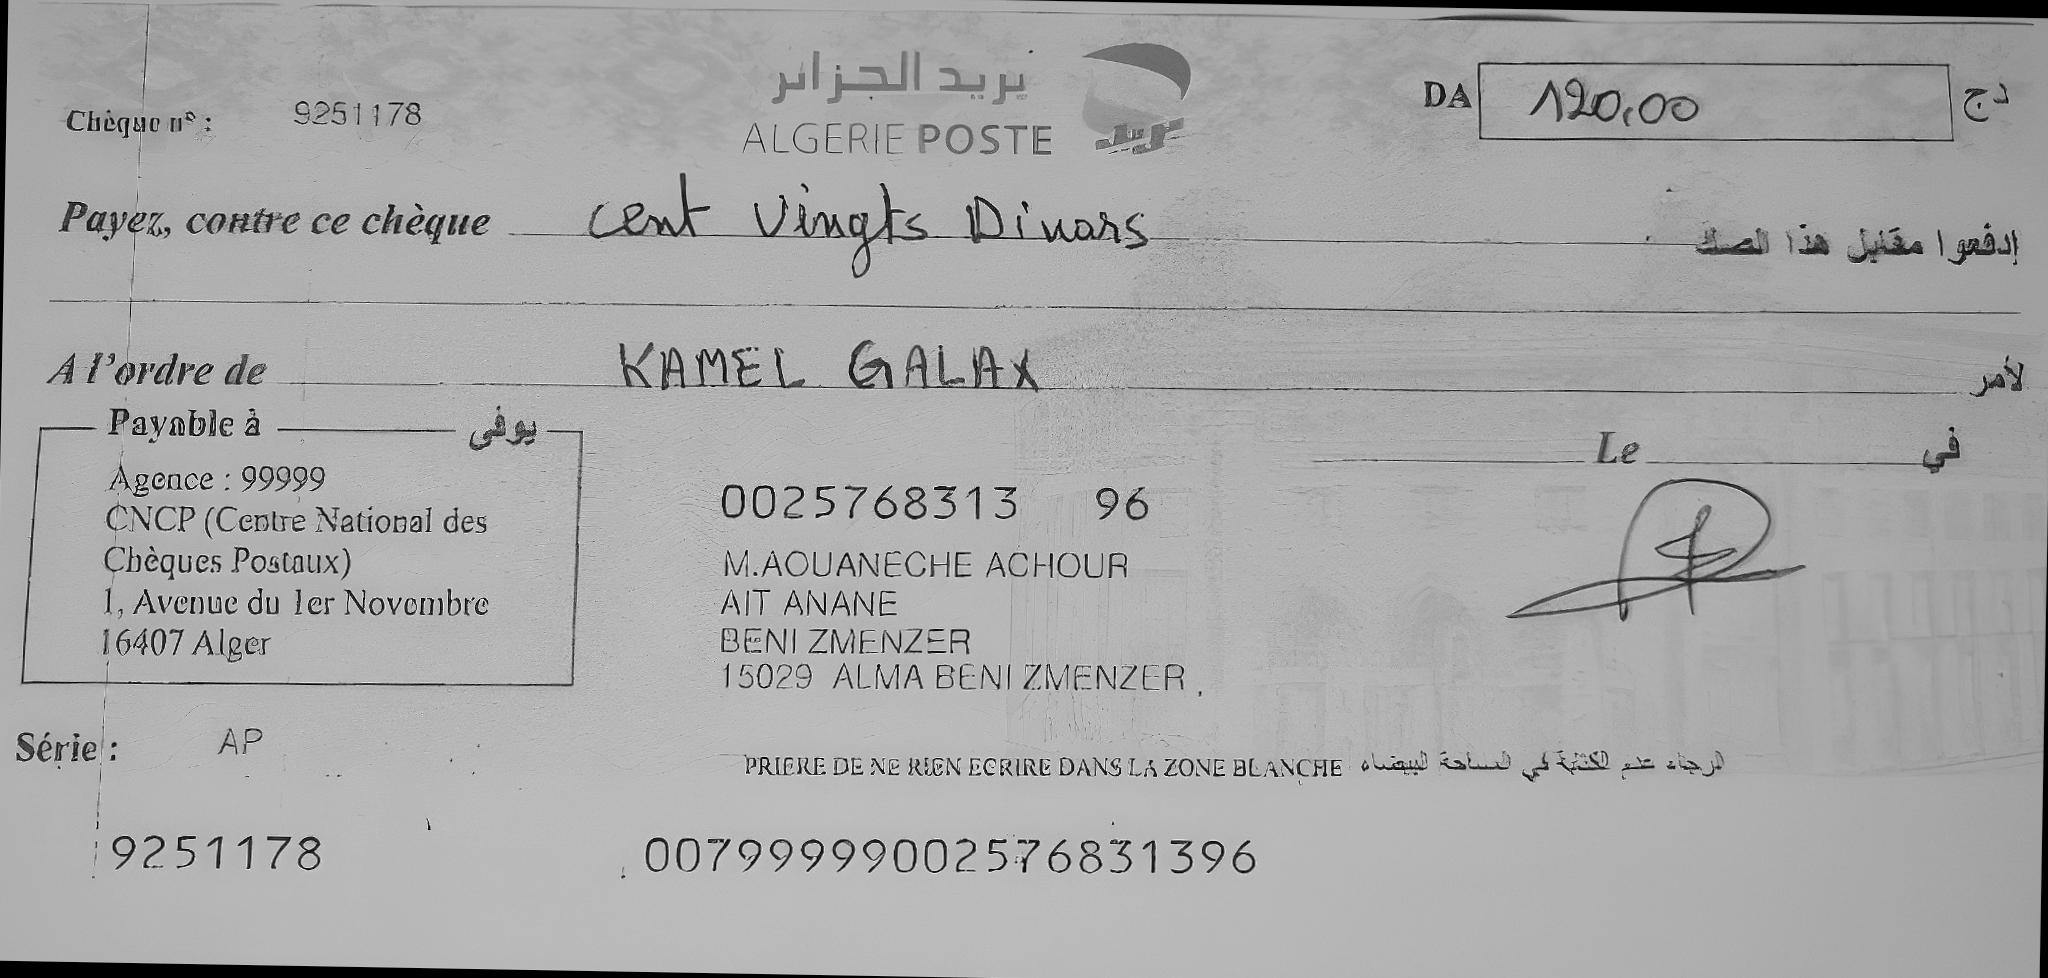 بريد الجزائر
ALGERIE POSTE
بريد
Chèque n° : 9251178
DA 120,00 دج
Payez, contre ce chèque Cent Vingts Dinars إدفعوا مقابل هذا الصك
A l'ordre de KAMEL GALAX لأمر
Payable à يوفى
Agence : 99999
CNCP (Centre National des
Chèques Postaux)
1, Avenue du 1er Novembre
16407 Alger
Le في
0025768313 96
M.AOUANECHE ACHOUR
AIT ANANE
BENI ZMENZER
15029 ALMA BENI ZMENZER
Série : AP
PRIERE DE NE RIEN ECRIRE DANS LA ZONE BLANCHE الرجاء عدم الكتابة في المساحة البيضاء
9251178 00799999002576831396